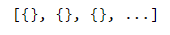 [{}, {}, {}, ...]